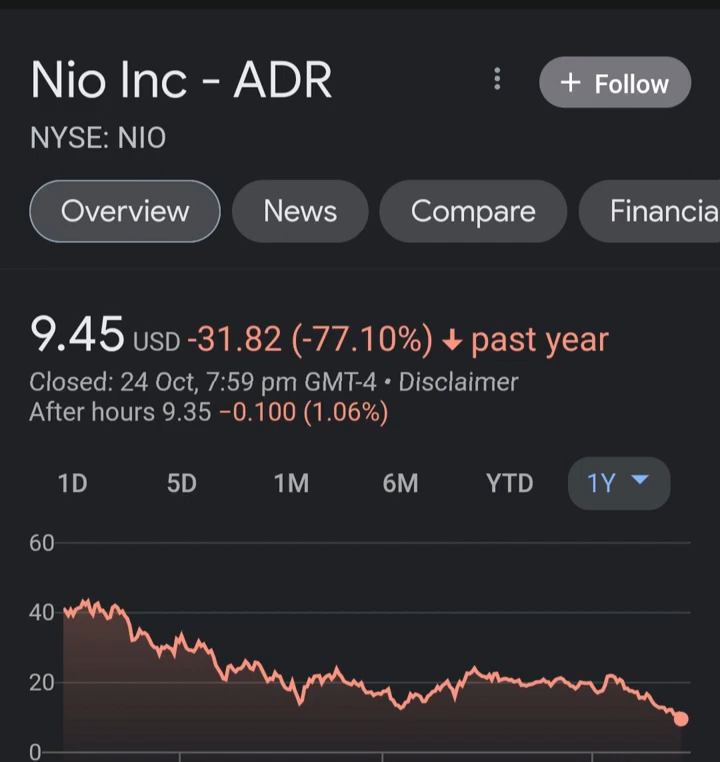 Nio Inc - ADR
+ Follow
NYSE: NIO
Overview
News
Compare
Financia
9.45 USD -31.82 (-77.10%) ↓ past year
Closed: 24 Oct, 7:59 pm GMT-4 • Disclaimer
After hours 9.35 −0.100 (1.06%)
1D
5D
1M
6M
YTD
1Y
60
40
20
0